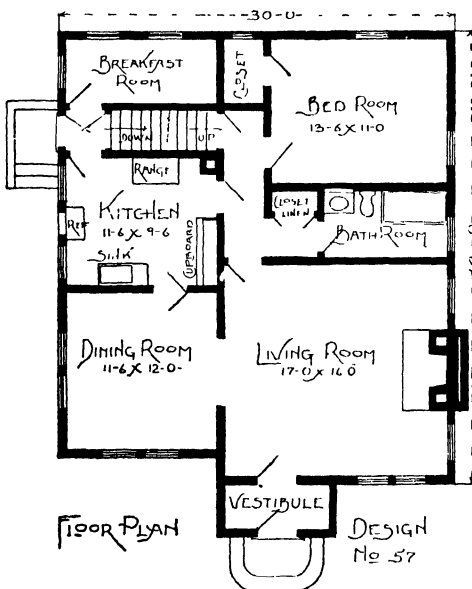 30-0
BREAKFAST
ROOM
CLOSET
BED ROOM
13-6 X 11-0
DOWN
UP
RANGE
KITCHEN
11-6 X 9-6
REF
CUPBOARD
SINK
CLOSET
LINEN
BATH ROOM
DINING ROOM
11-6 X 12-0
LIVING ROOM
17-0 X 16 0
VESTIBULE
FLOOR PLAN
DESIGN
No 57